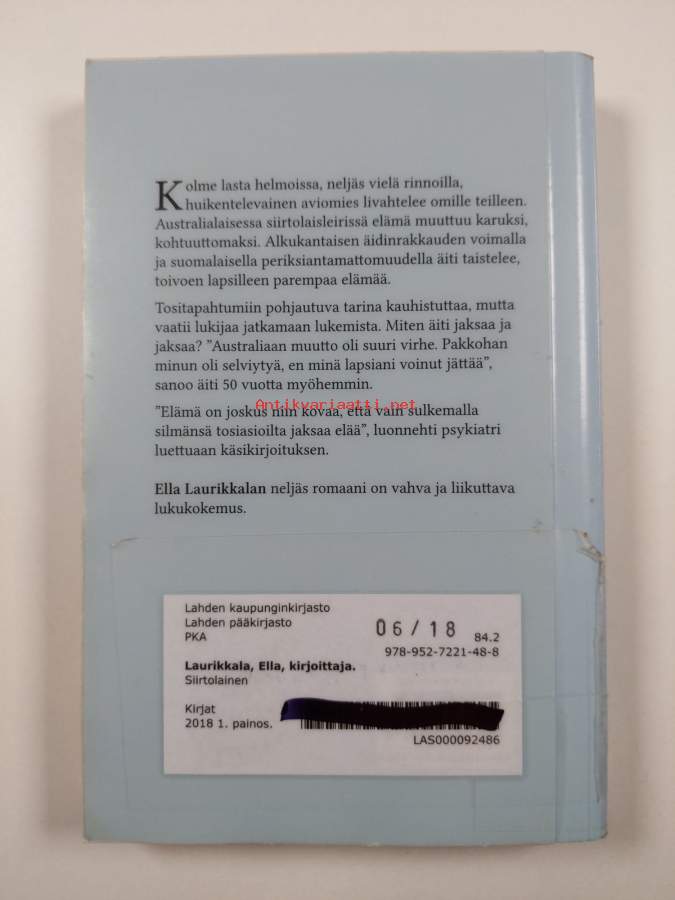 Kolme lasta helmoissa, neljäs vielä rinnoilla,
huikentelevainen aviomies livahtelee omille teilleen.
Australialaisessa siirtolaisleirissä elämä muuttuu karuksi,
kohtuuttomaksi. Alkukantaisen äidinrakkauden voimalla
ja suomalaisella periksiantamattomuudella äiti taistelee,
toivoen lapsilleen parempaa elämää.
Tositapahtumiin pohjautuva tarina kauhistuttaa, mutta
vaatii lukijaa jatkamaan lukemista. Miten äiti jaksaa ja
jaksaa? ”Australiaan muutto oli suuri virhe. Pakkohan
minun oli selviytyä, en minä lapsiani voinut jättää”,
sanoo äiti 50 vuotta myöhemmin.
Antikvariaatti.net
”Elämä on joskus niin kovaa, että vain sulkemalla
silmänsä tosiasioilta jaksaa elää”, luonnehti psykiatri
luettuaan käsikirjoituksen.
Ella Laurikkalan neljäs romaani on vahva ja liikuttava
lukukokemus.
Lahden kaupunginkirjasto
Lahden pääkirjasto
PKA
06/18
84.2
978-952-7221-48-8
Laurikkala, Ella, kirjoittaja.
Siirtolainen
Kirjat
2018 1. painos.
LAS000092486